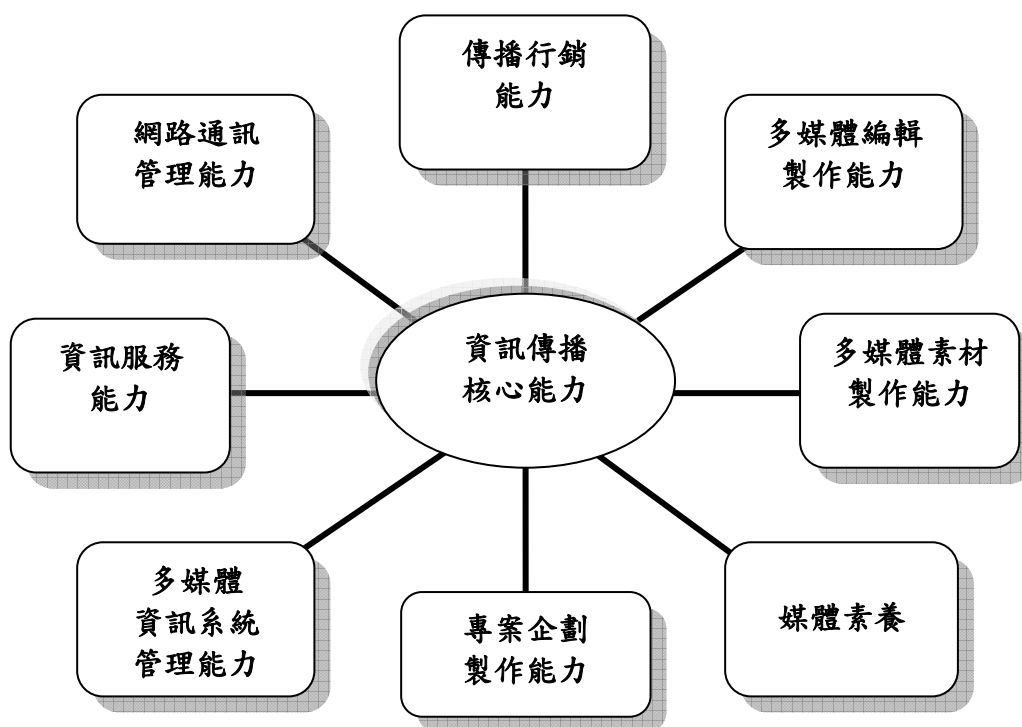 傳播行銷
能力
網路通訊
管理能力
多媒體編輯
製作能力
資訊服務
能力
資訊傳播
核心能力
多媒體素材
製作能力
多媒體
資訊系統
管理能力
專案企劃
製作能力
媒體素養